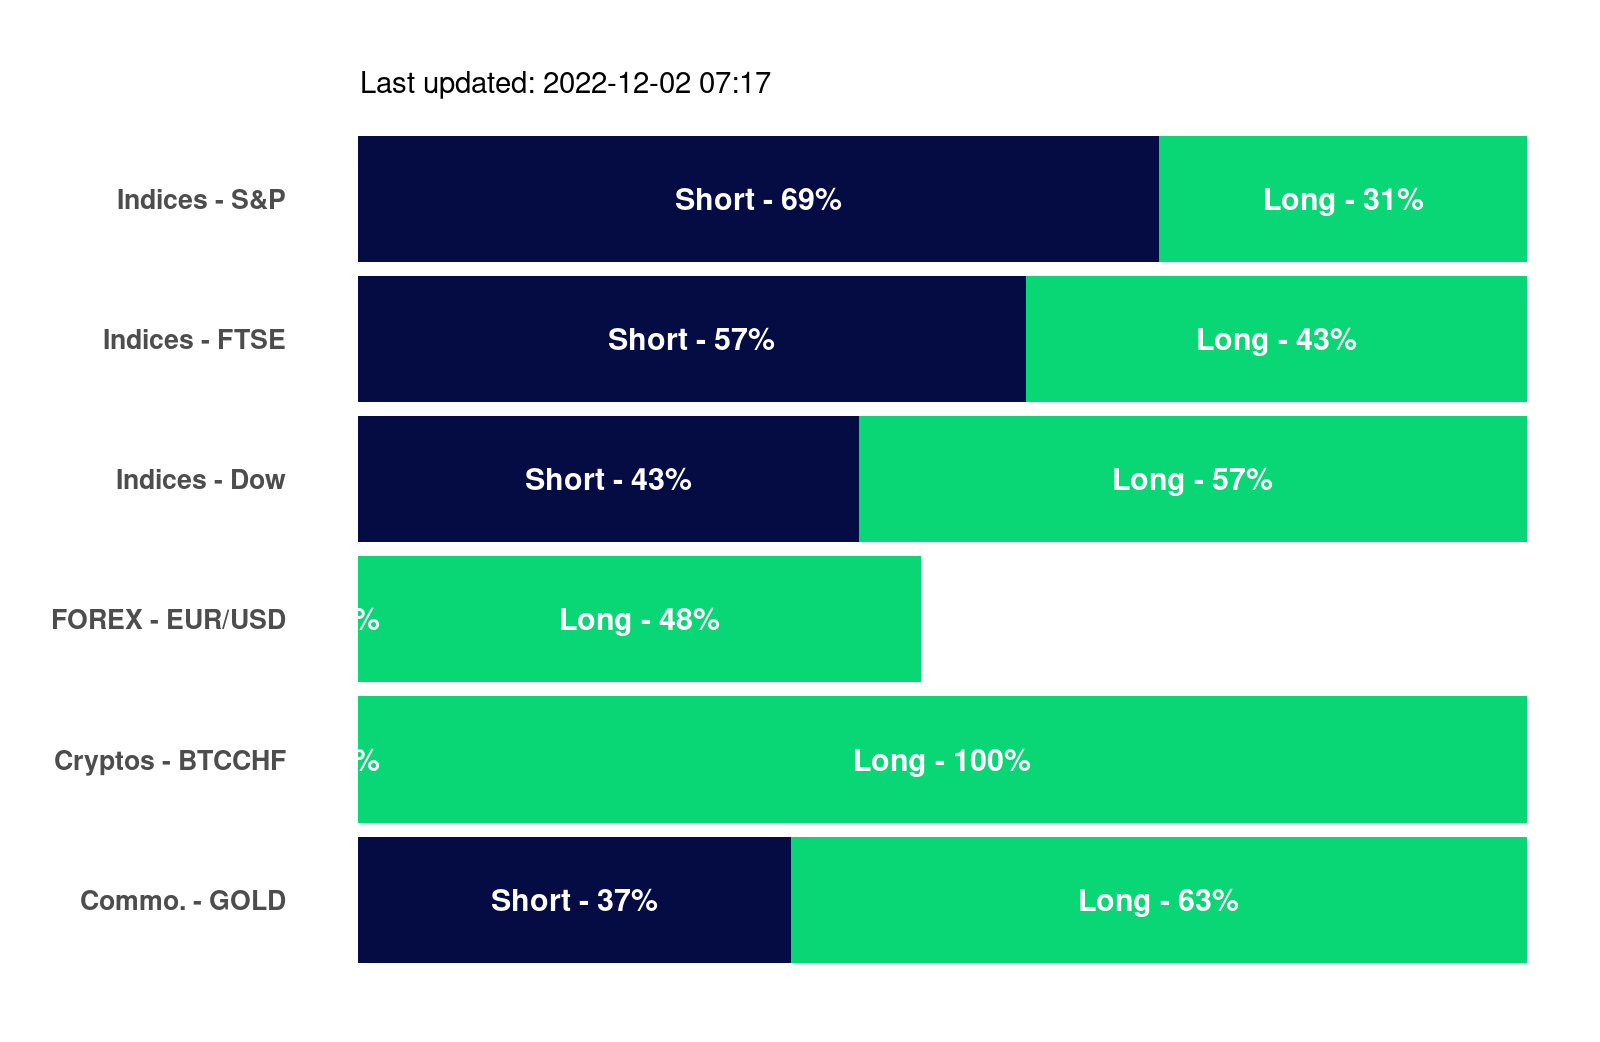 Last updated: 2022-12-02 07:17
Indices - S&P
Short - 69%
Long - 31%
Indices - FTSE
Short - 57%
Long - 43%
Indices - Dow
Short - 43%
Long - 57%
FOREX - EUR/USD
%
Long - 48%
Cryptos - BTCCHF
%
Long - 100%
Commo. - GOLD
Short - 37%
Long - 63%